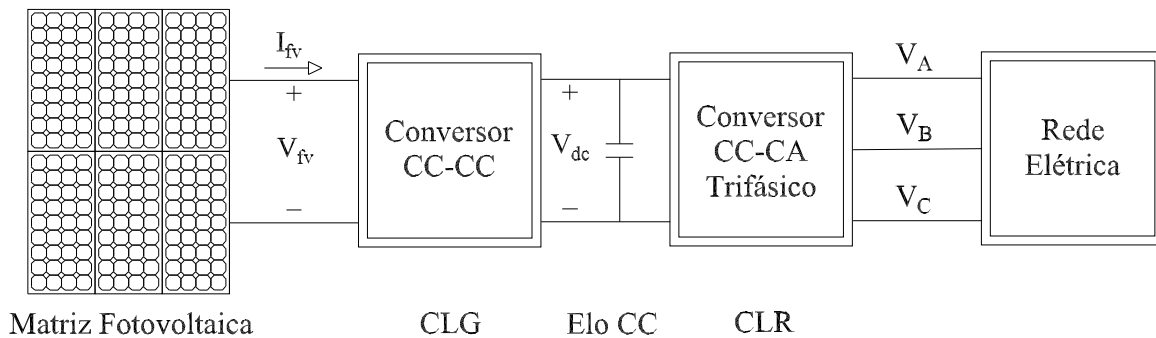 I_fv
+
V_fv
−
Conversor
CC-CC
+
V_dc
−
Conversor
CC-CA
Trifásico
V_A
V_B
V_C
Rede
Elétrica
Matriz Fotovoltaica
CLG
Elo CC
CLR